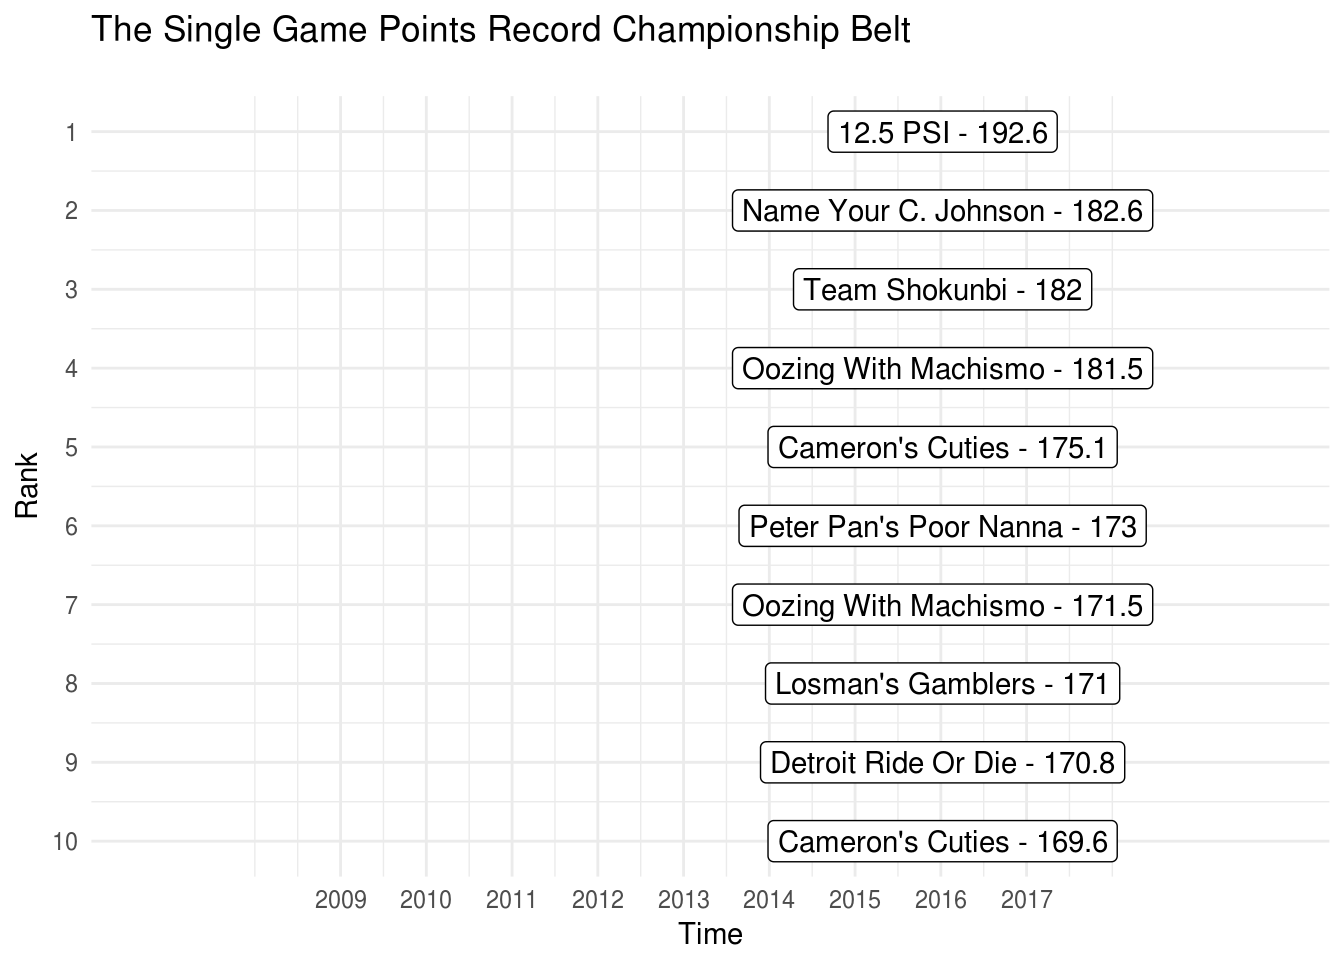 The Single Game Points Record Championship Belt
1
12.5 PSI - 192.6
2
Name Your C. Johnson - 182.6
3
Team Shokunbi - 182
4
Oozing With Machismo - 181.5
5
Cameron's Cuties - 175.1
Rank
6
Peter Pan's Poor Nanna - 173
7
Oozing With Machismo - 171.5
8
Losman's Gamblers - 171
9
Detroit Ride Or Die - 170.8
10
Cameron's Cuties - 169.6
2009 2010 2011 2012 2013 2014 2015 2016 2017
Time